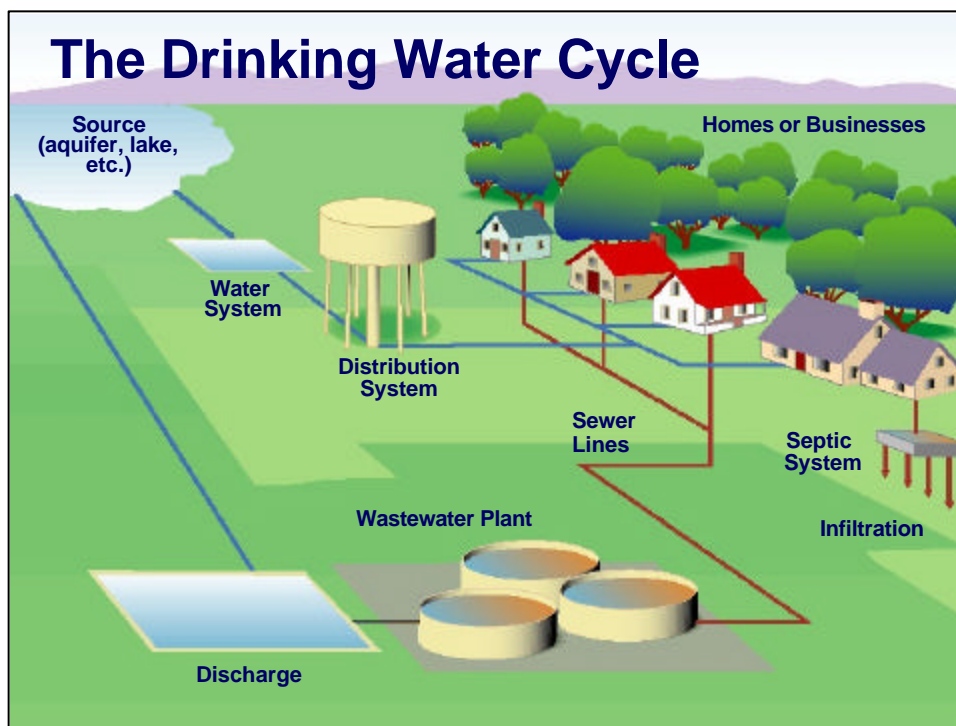 The Drinking Water Cycle
Source
(aquifer, lake,
etc.)
Homes or Businesses
Water
System
Distribution
System
Sewer
Lines
Septic
System
Wastewater Plant
Infiltration
Discharge